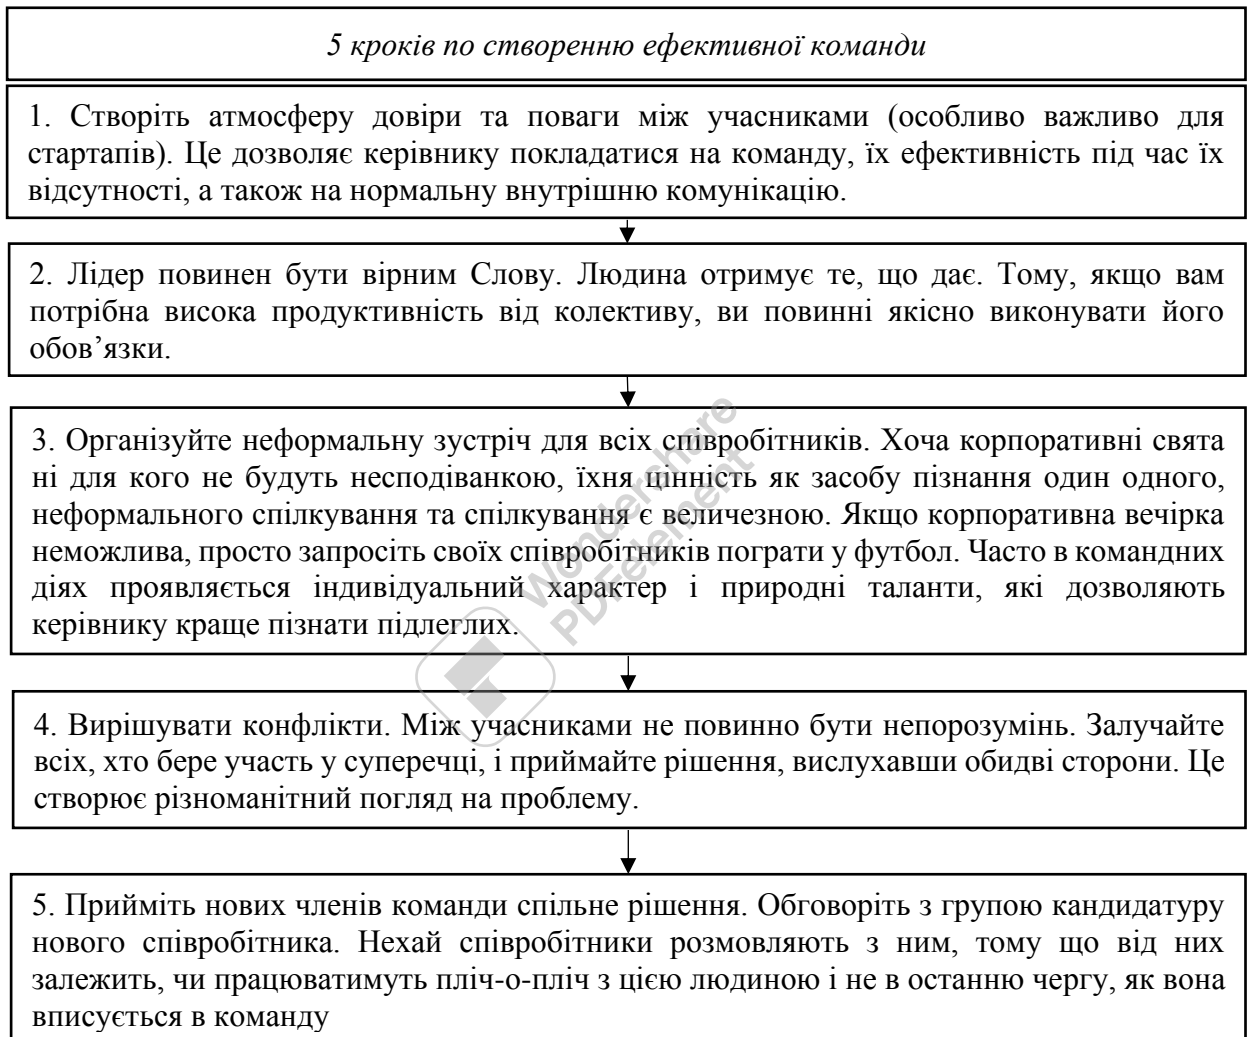 5 кроків по створенню ефективної команди
1. Створіть атмосферу довіри та поваги між учасниками (особливо важливо для
стартапів). Це дозволяє керівнику покладатися на команду, їх ефективність під час їх
відсутності, а також на нормальну внутрішню комунікацію.
2. Лідер повинен бути вірним Слову. Людина отримує те, що дає. Тому, якщо вам
потрібна висока продуктивність від колективу, ви повинні якісно виконувати його
обов’язки.
3. Організуйте неформальну зустріч для всіх співробітників. Хоча корпоративні свята
ні для кого не будуть несподіванкою, їхня цінність як засобу пізнання один одного,
неформального спілкування та спілкування є величезною. Якщо корпоративна вечірка
неможлива, просто запросіть своїх співробітників пограти у футбол. Часто в командних
діях проявляється індивідуальний характер і природні таланти, які дозволяють
керівнику краще пізнати підлеглих.
Wondershare
PDFelement
4. Вирішувати конфлікти. Між учасниками не повинно бути непорозумінь. Залучайте
всіх, хто бере участь у суперечці, і приймайте рішення, вислухавши обидві сторони. Це
створює різноманітний погляд на проблему.
5. Прийміть нових членів команди спільне рішення. Обговоріть з групою кандидатуру
нового співробітника. Нехай співробітники розмовляють з ним, тому що від них
залежить, чи працюватимуть пліч-о-пліч з цією людиною і не в останню чергу, як вона
вписується в команду